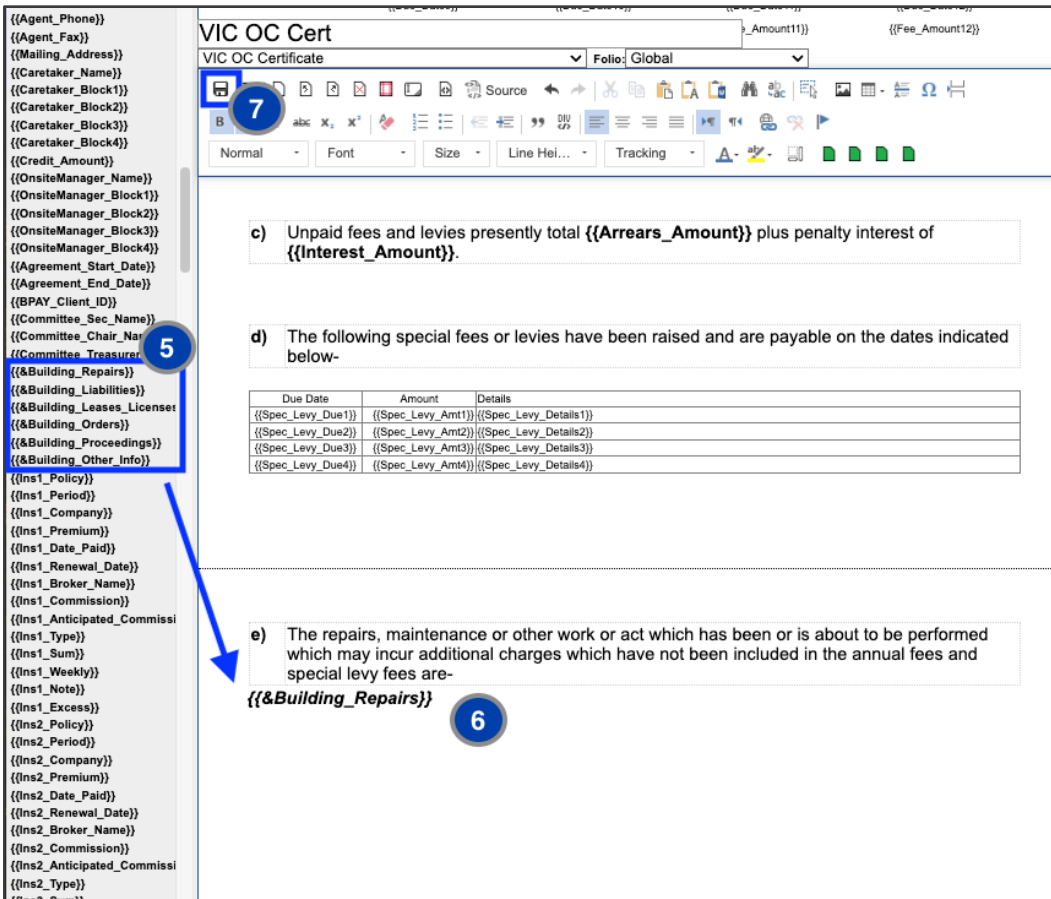 {{Agent_Phone}}
{{Agent_Fax}}
{{Mailing_Address}}
{{Caretaker_Name}}
{{Caretaker_Block1}}
{{Caretaker_Block2}}
{{Caretaker_Block3}}
{{Caretaker_Block4}}
{{Credit_Amount}}
{{OnsiteManager_Name}}
{{OnsiteManager_Block1}}
{{OnsiteManager_Block2}}
{{OnsiteManager_Block3}}
{{OnsiteManager_Block4}}
{{Agreement_Start_Date}}
{{Agreement_End_Date}}
{{BPAY_Client_ID}}
{{Committee_Sec_Name}}
{{Committee_Chair_Na
{{Committee_Treasurer
5
{{&Building_Repairs}}
{{&Building_Liabilities}}
{{&Building_Leases_Licenses
{{&Building_Orders}}
{{&Building_Proceedings}}
{{&Building_Other_Info}}
{{Ins1_Policy}}
{{Ins1_Period}}
{{Ins1_Company}}
{{Ins1_Premium}}
{{Ins1_Date_Paid}}
{{Ins1_Renewal_Date}}
{{Ins1_Broker_Name}}
{{Ins1_Commission}}
{{Ins1_Anticipated_Commissi
{{Ins1_Type}}
{{Ins1_Sum}}
{{Ins1_Weekly}}
{{Ins1_Note}}
{{Ins1_Excess}}
{{Ins2_Policy}}
{{Ins2_Period}}
{{Ins2_Company}}
{{Ins2_Premium}}
{{Ins2_Date_Paid}}
{{Ins2_Renewal_Date}}
{{Ins2_Broker_Name}}
{{Ins2_Commission}}
{{Ins2_Anticipated_Commissi
{{Ins2_Type}}
e_Amount11}} {{Fee_Amount12}}
VIC OC Cert
VIC OC Certificate Folio: Global
Source
7
B abc x, x²
Normal Font Size Line Hei... Tracking
c) Unpaid fees and levies presently total {{Arrears_Amount}} plus penalty interest of
{{Interest_Amount}}.
d) The following special fees or levies have been raised and are payable on the dates indicated
below-
Due Date Amount Details
{{Spec_Levy_Due1}} {{Spec_Levy_Amt1}} {{Spec_Levy_Details1}}
{{Spec_Levy_Due2}} {{Spec_Levy_Amt2}} {{Spec_Levy_Details2}}
{{Spec_Levy_Due3}} {{Spec_Levy_Amt3}} {{Spec_Levy_Details3}}
{{Spec_Levy_Due4}} {{Spec_Levy_Amt4}} {{Spec_Levy_Details4}}
e) The repairs, maintenance or other work or act which has been or is about to be performed
which may incur additional charges which have not been included in the annual fees and
special levy fees are-
{{&Building_Repairs}}
6